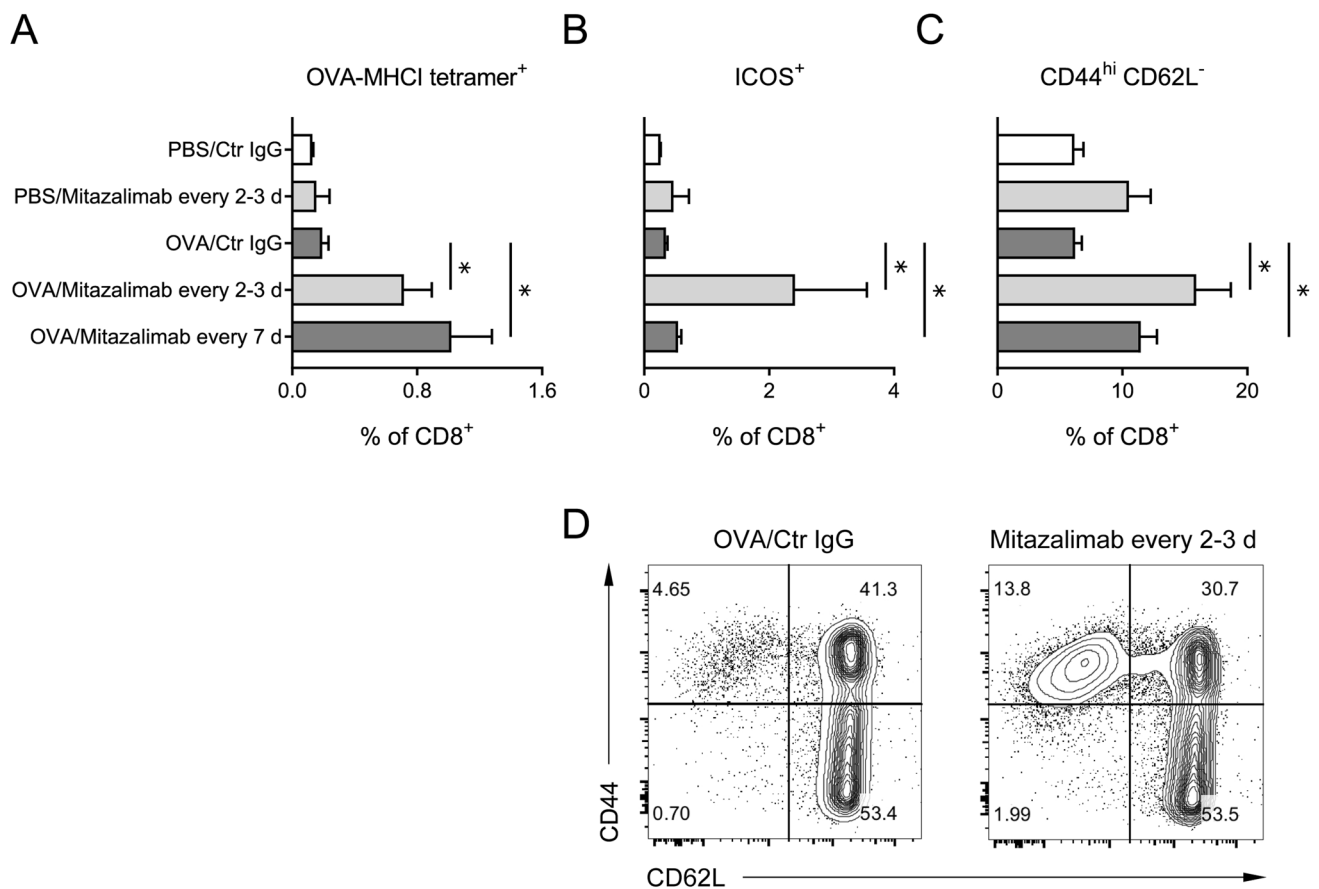 A
B
C
OVA-MHCI tetramer+
ICOS+
CD44hi CD62L-
PBS/Ctr IgG
PBS/Mitazalimab every 2-3 d
OVA/Ctr IgG
OVA/Mitazalimab every 2-3 d
OVA/Mitazalimab every 7 d
*
*
*
*
*
*
0.0 0.8 1.6
0 2 4
0 10 20
% of CD8+
% of CD8+
% of CD8+
D
OVA/Ctr IgG
Mitazalimab every 2-3 d
4.65 41.3
0.70 53.4
13.8 30.7
1.99 53.5
CD44
CD62L